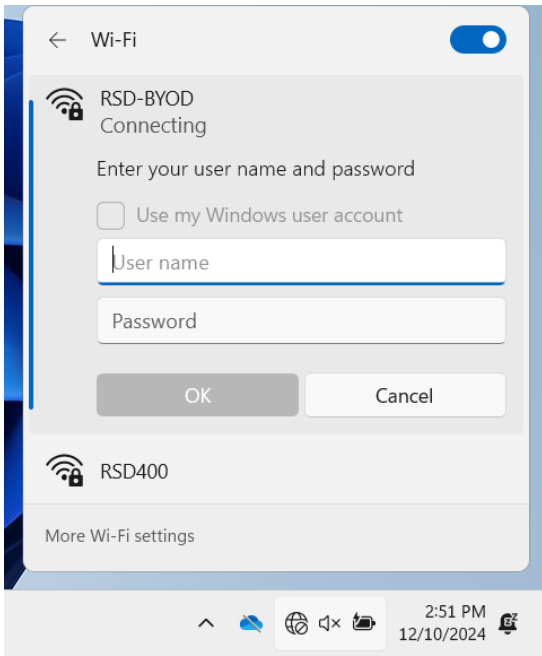 Wi-Fi
RSD-BYOD
Connecting
Enter your user name and password
Use my Windows user account
User name
Password
OK
Cancel
RSD400
More Wi-Fi settings
2:51 PM
12/10/2024